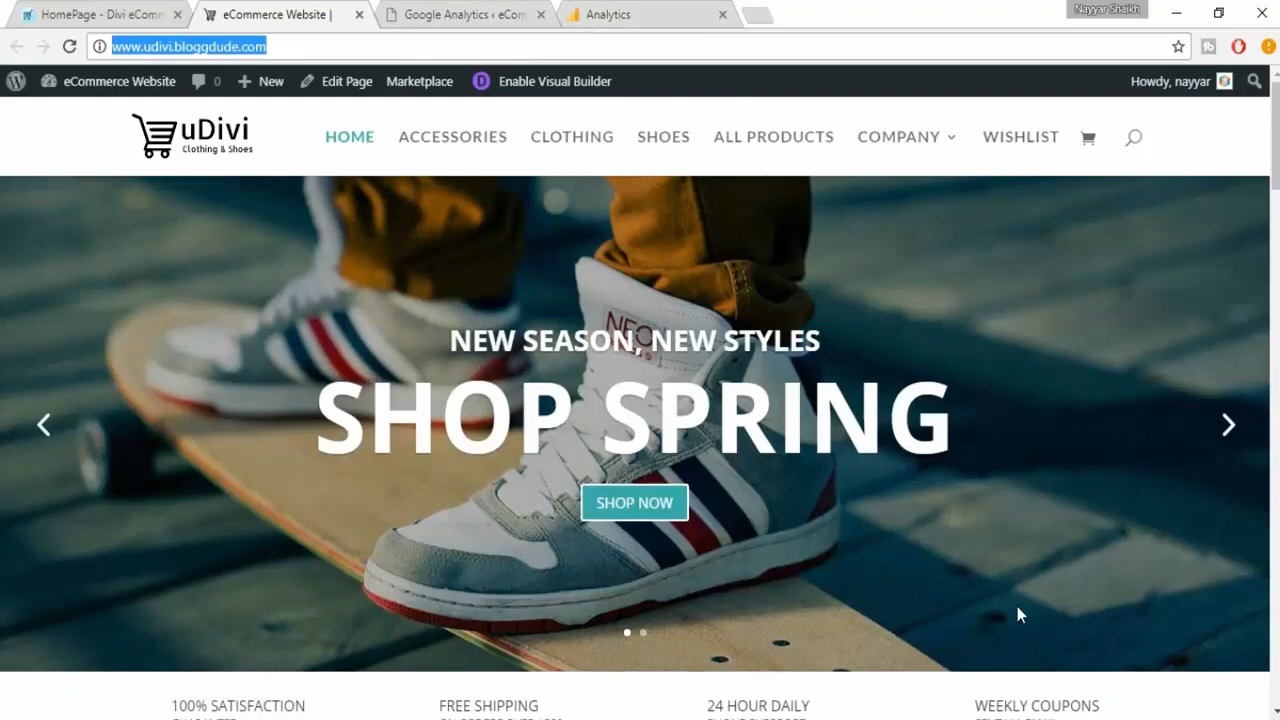 HomePage - Divi eComm
eCommerce Website |
Google Analytics ‹ eCom
Analytics
Nayyar Shaikh
www.udivi.bloggdude.com
eCommerce Website
0
New
Edit Page
Marketplace
D
Enable Visual Builder
Howdy, nayyar
uDivi
Clothing & Shoes
HOME
ACCESSORIES
CLOTHING
SHOES
ALL PRODUCTS
COMPANY
WISHLIST
NEO
NEW SEASON, NEW STYLES
SHOP SPRING
SHOP NOW
100% SATISFACTION
FREE SHIPPING
24 HOUR DAILY
WEEKLY COUPONS